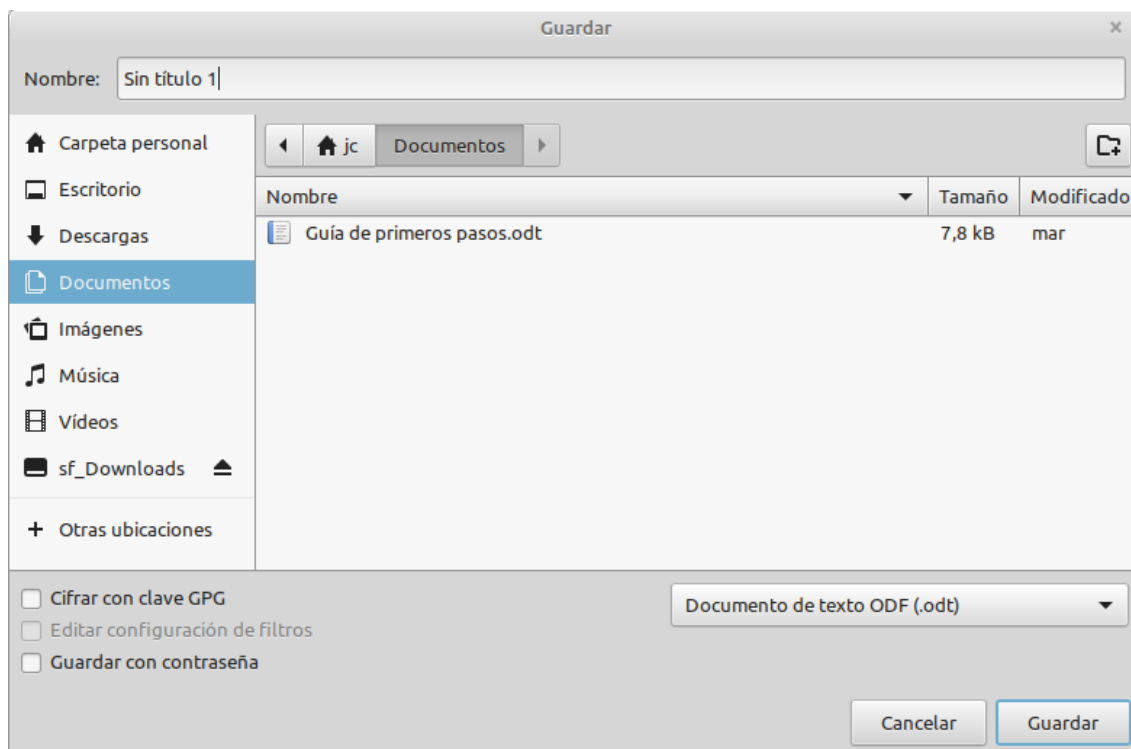 Guardar
Nombre: Sin título 1
Carpeta personal
Escritorio
Descargas
Documentos
Imágenes
Música
Vídeos
sf_Downloads
Otras ubicaciones
jc Documentos
Nombre Tamaño Modificado
Guía de primeros pasos.odt 7,8 kB mar
Cifrar con clave GPG
Editar configuración de filtros
Guardar con contraseña
Documento de texto ODF (.odt)
Cancelar Guardar